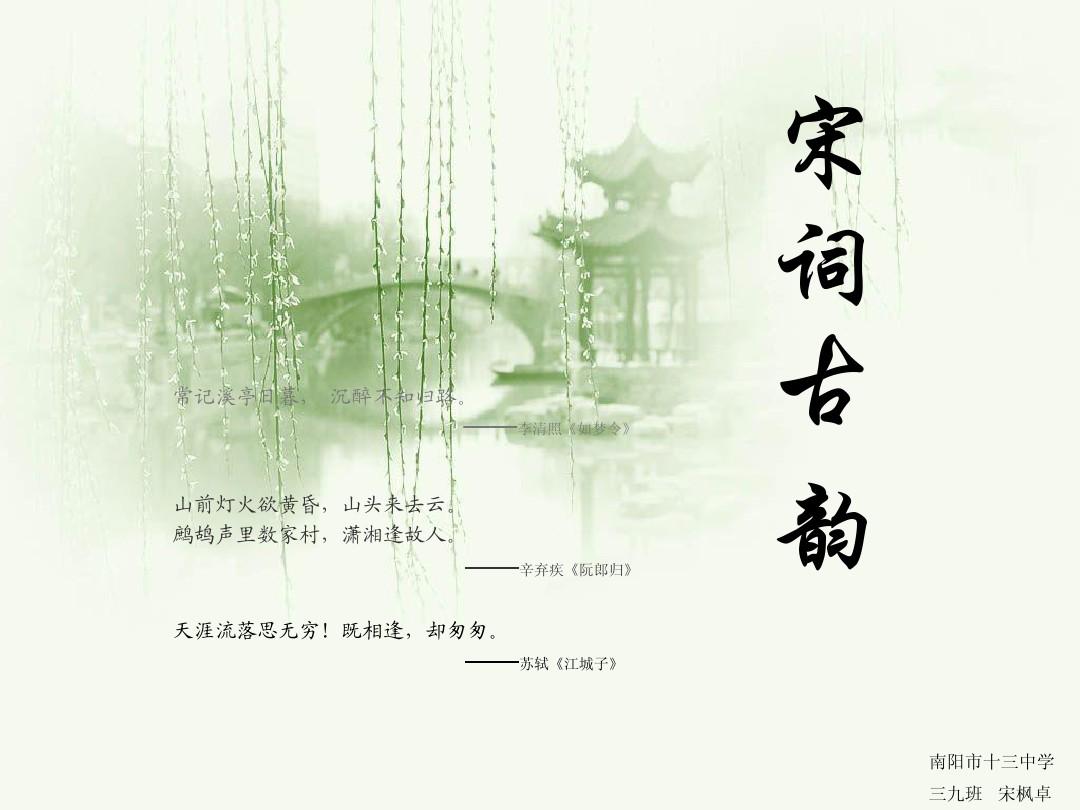 宋词古韵
常记溪亭日暮， 沉醉不知归路。
——李清照《如梦令》
山前灯火欲黄昏，山头来去云。
鹧鸪声里数家村，潇湘逢故人。
——辛弃疾《阮郎归》
天涯流落思无穷！既相逢，却匆匆。
——苏轼《江城子》
南阳市十三中学
三九班 宋枫卓